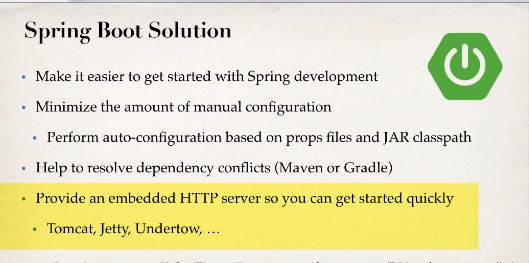 Spring Boot Solution
• Make it easier to get started with Spring development
• Minimize the amount of manual configuration
• Perform auto-configuration based on props files and JAR classpath
• Help to resolve dependency conflicts (Maven or Gradle)
• Provide an embedded HTTP server so you can get started quickly
• Tomcat, Jetty, Undertow, …